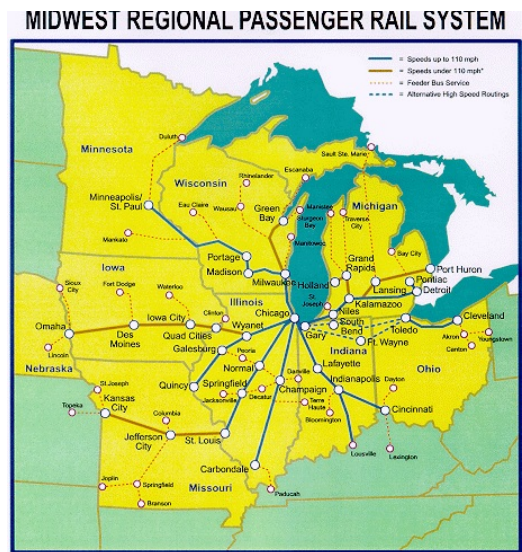 MIDWEST REGIONAL PASSENGER RAIL SYSTEM
= Speeds up to 110 mph
= Speeds under 110 mph*
= Feeder Bus Service
= Alternative High Speed Routings
Duluth
Sault Ste. Marie
Minnesota
Escanaba
Rhinelander
Wisconsin
Minneapolis/
St. Paul
Eau Claire
Wausau
Green
Bay
Sturgeon
Bay
Manistee
Traverse
City
Michigan
Mankato
Manitowoc
Bay City
Portage
Madison
Milwaukee
Grand
Rapids
Holland
Lansing
Port Huron
Pontiac
Detroit
Iowa
Sioux
City
Fort Dodge
Waterloo
Clinton
Illinois
Chicago
St.
Joseph
Kalamazoo
Niles
South
Bend
Gary
Toledo
Cleveland
Omaha
Des
Moines
Iowa City
Quad Cities
Wyanet
Ft. Wayne
Akron
Youngstown
Canton
Lincoln
Galesburg
Peoria
Indiana
Ohio
Nebraska
Normal
Lafayette
Quincy
Springfield
Danville
Champaign
Indianapolis
Dayton
St.Joseph
Kansas
City
Jacksonville
Decatur
Terre
Haute
Bloomington
Cincinnati
Topeka
Columbia
Jefferson
City
St. Louis
Lousville
Lexington
Carbondale
Joplin
Springfield
Missouri
Paducah
Branson